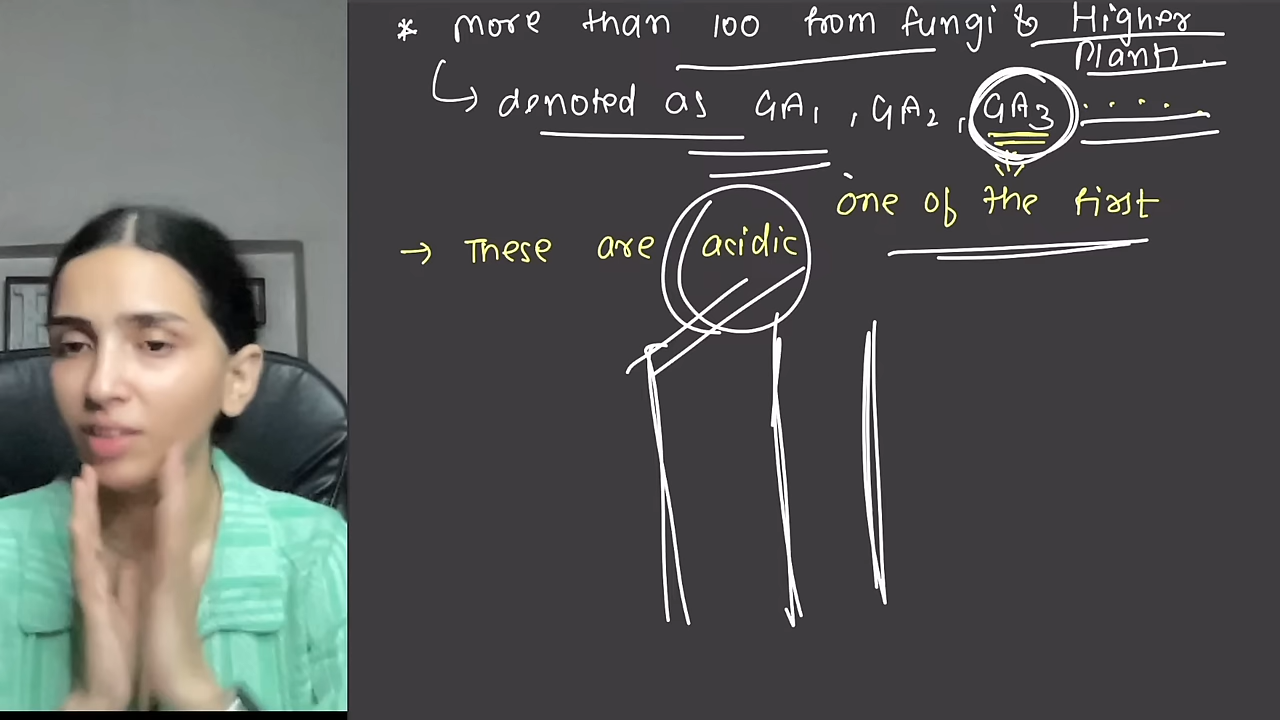 * more than 100 from fungi & Higher
Plants.
↳ denoted as GA1, GA2, GA3 ....
one of the first
→ These are acidic